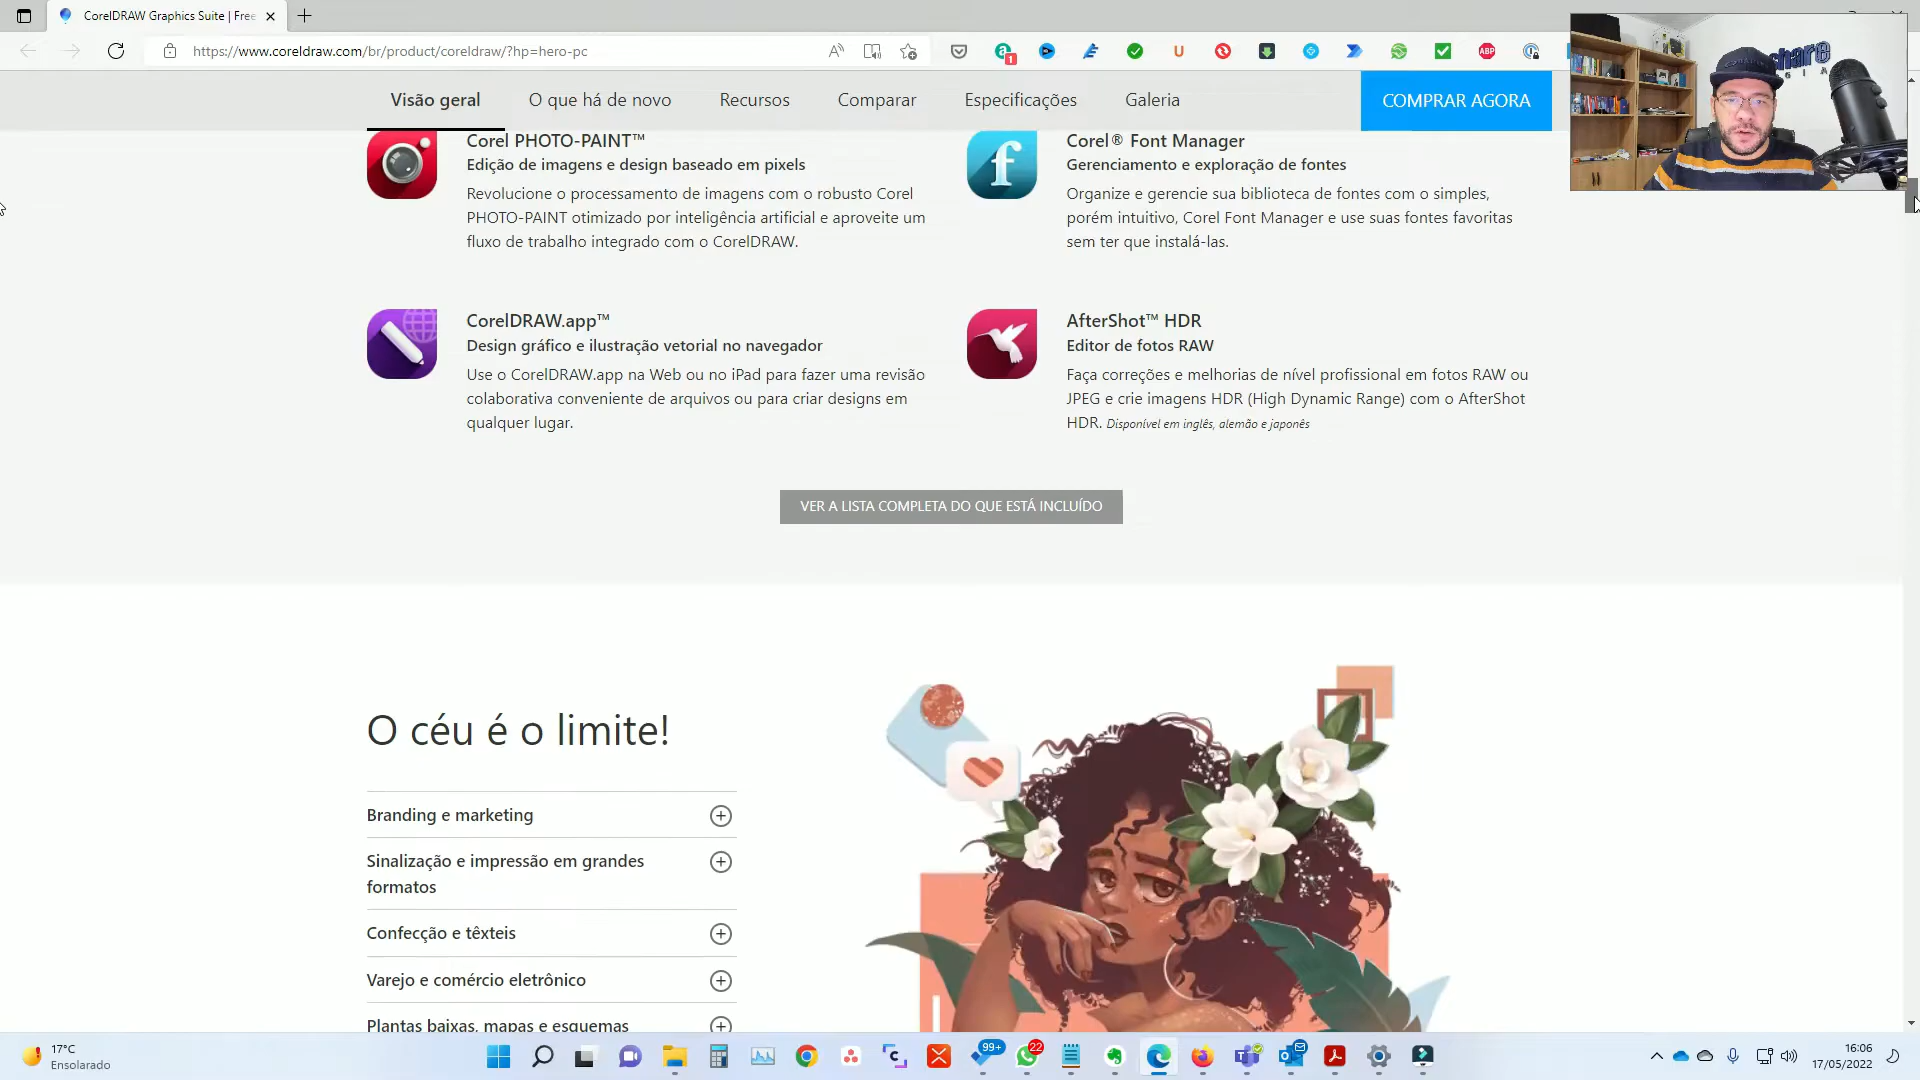 CorelDRAW Graphics Suite | Free
https://www.coreldraw.com/br/product/coreldraw/?hp=hero-pc
Visão geral
O que há de novo
Recursos
Comparar
Especificações
Galeria
COMPRAR AGORA
Corel PHOTO-PAINT™
Edição de imagens e design baseado em pixels
Revolucione o processamento de imagens com o robusto Corel
PHOTO-PAINT otimizado por inteligência artificial e aproveite um
fluxo de trabalho integrado com o CorelDRAW.
Corel® Font Manager
Gerenciamento e exploração de fontes
Organize e gerencie sua biblioteca de fontes com o simples,
porém intuitivo, Corel Font Manager e use suas fontes favoritas
sem ter que instalá-las.
CorelDRAW.app™
Design gráfico e ilustração vetorial no navegador
Use o CorelDRAW.app na Web ou no iPad para fazer uma revisão
colaborativa conveniente de arquivos ou para criar designs em
qualquer lugar.
AfterShot™ HDR
Editor de fotos RAW
Faça correções e melhorias de nível profissional em fotos RAW ou
JPEG e crie imagens HDR (High Dynamic Range) com o AfterShot
HDR. Disponível em inglês, alemão e japonês
VER A LISTA COMPLETA DO QUE ESTÁ INCLUÍDO
O céu é o limite!
Branding e marketing
Sinalização e impressão em grandes
formatos
Confecção e têxteis
Varejo e comércio eletrônico
Plantas baixas, mapas e esquemas
17°C
Ensolarado
99+
22
16:06
17/05/2022